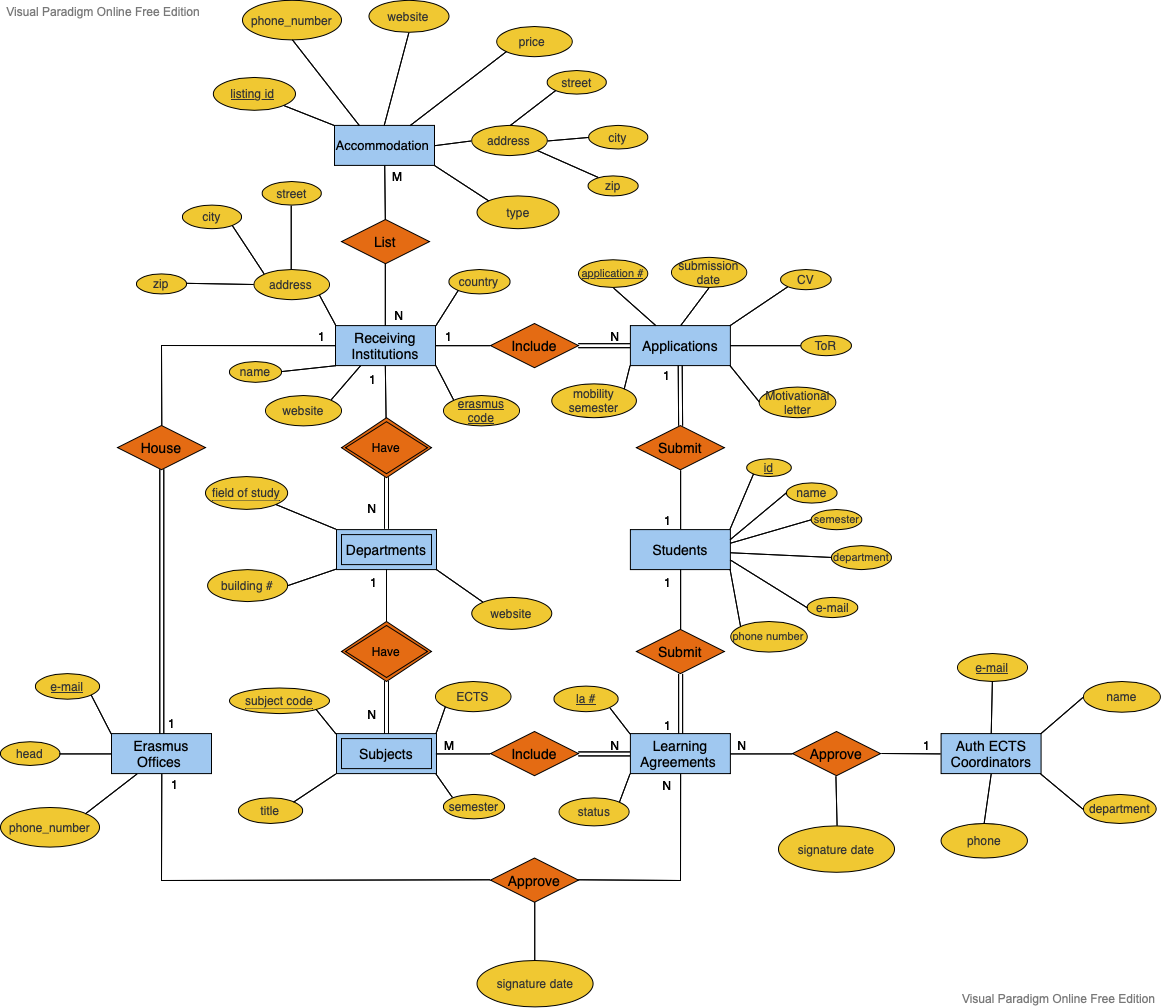 Visual Paradigm Online Free Edition
phone_number
website
price
listing id
street
address
city
zip
Accommodation
type
M
List
street
city
zip
address
N
country
1
Receiving
Institutions
1
Include
N
application #
submission
date
CV
Applications
ToR
name
website
1
erasmus
code
mobility
semester
1
Motivational
letter
House
Have
Submit
id
name
semester
field of study
N
1
Departments
Students
department
building #
1
website
1
e-mail
phone number
Have
Submit
e-mail
subject code
N
ECTS
la #
1
e-mail
name
1
head
Erasmus
Offices
Subjects
M
Include
N
Learning
Agreements
N
Approve
1
Auth ECTS
Coordinators
1
N
title
semester
status
department
phone_number
signature date
phone
Approve
signature date
Visual Paradigm Online Free Edition